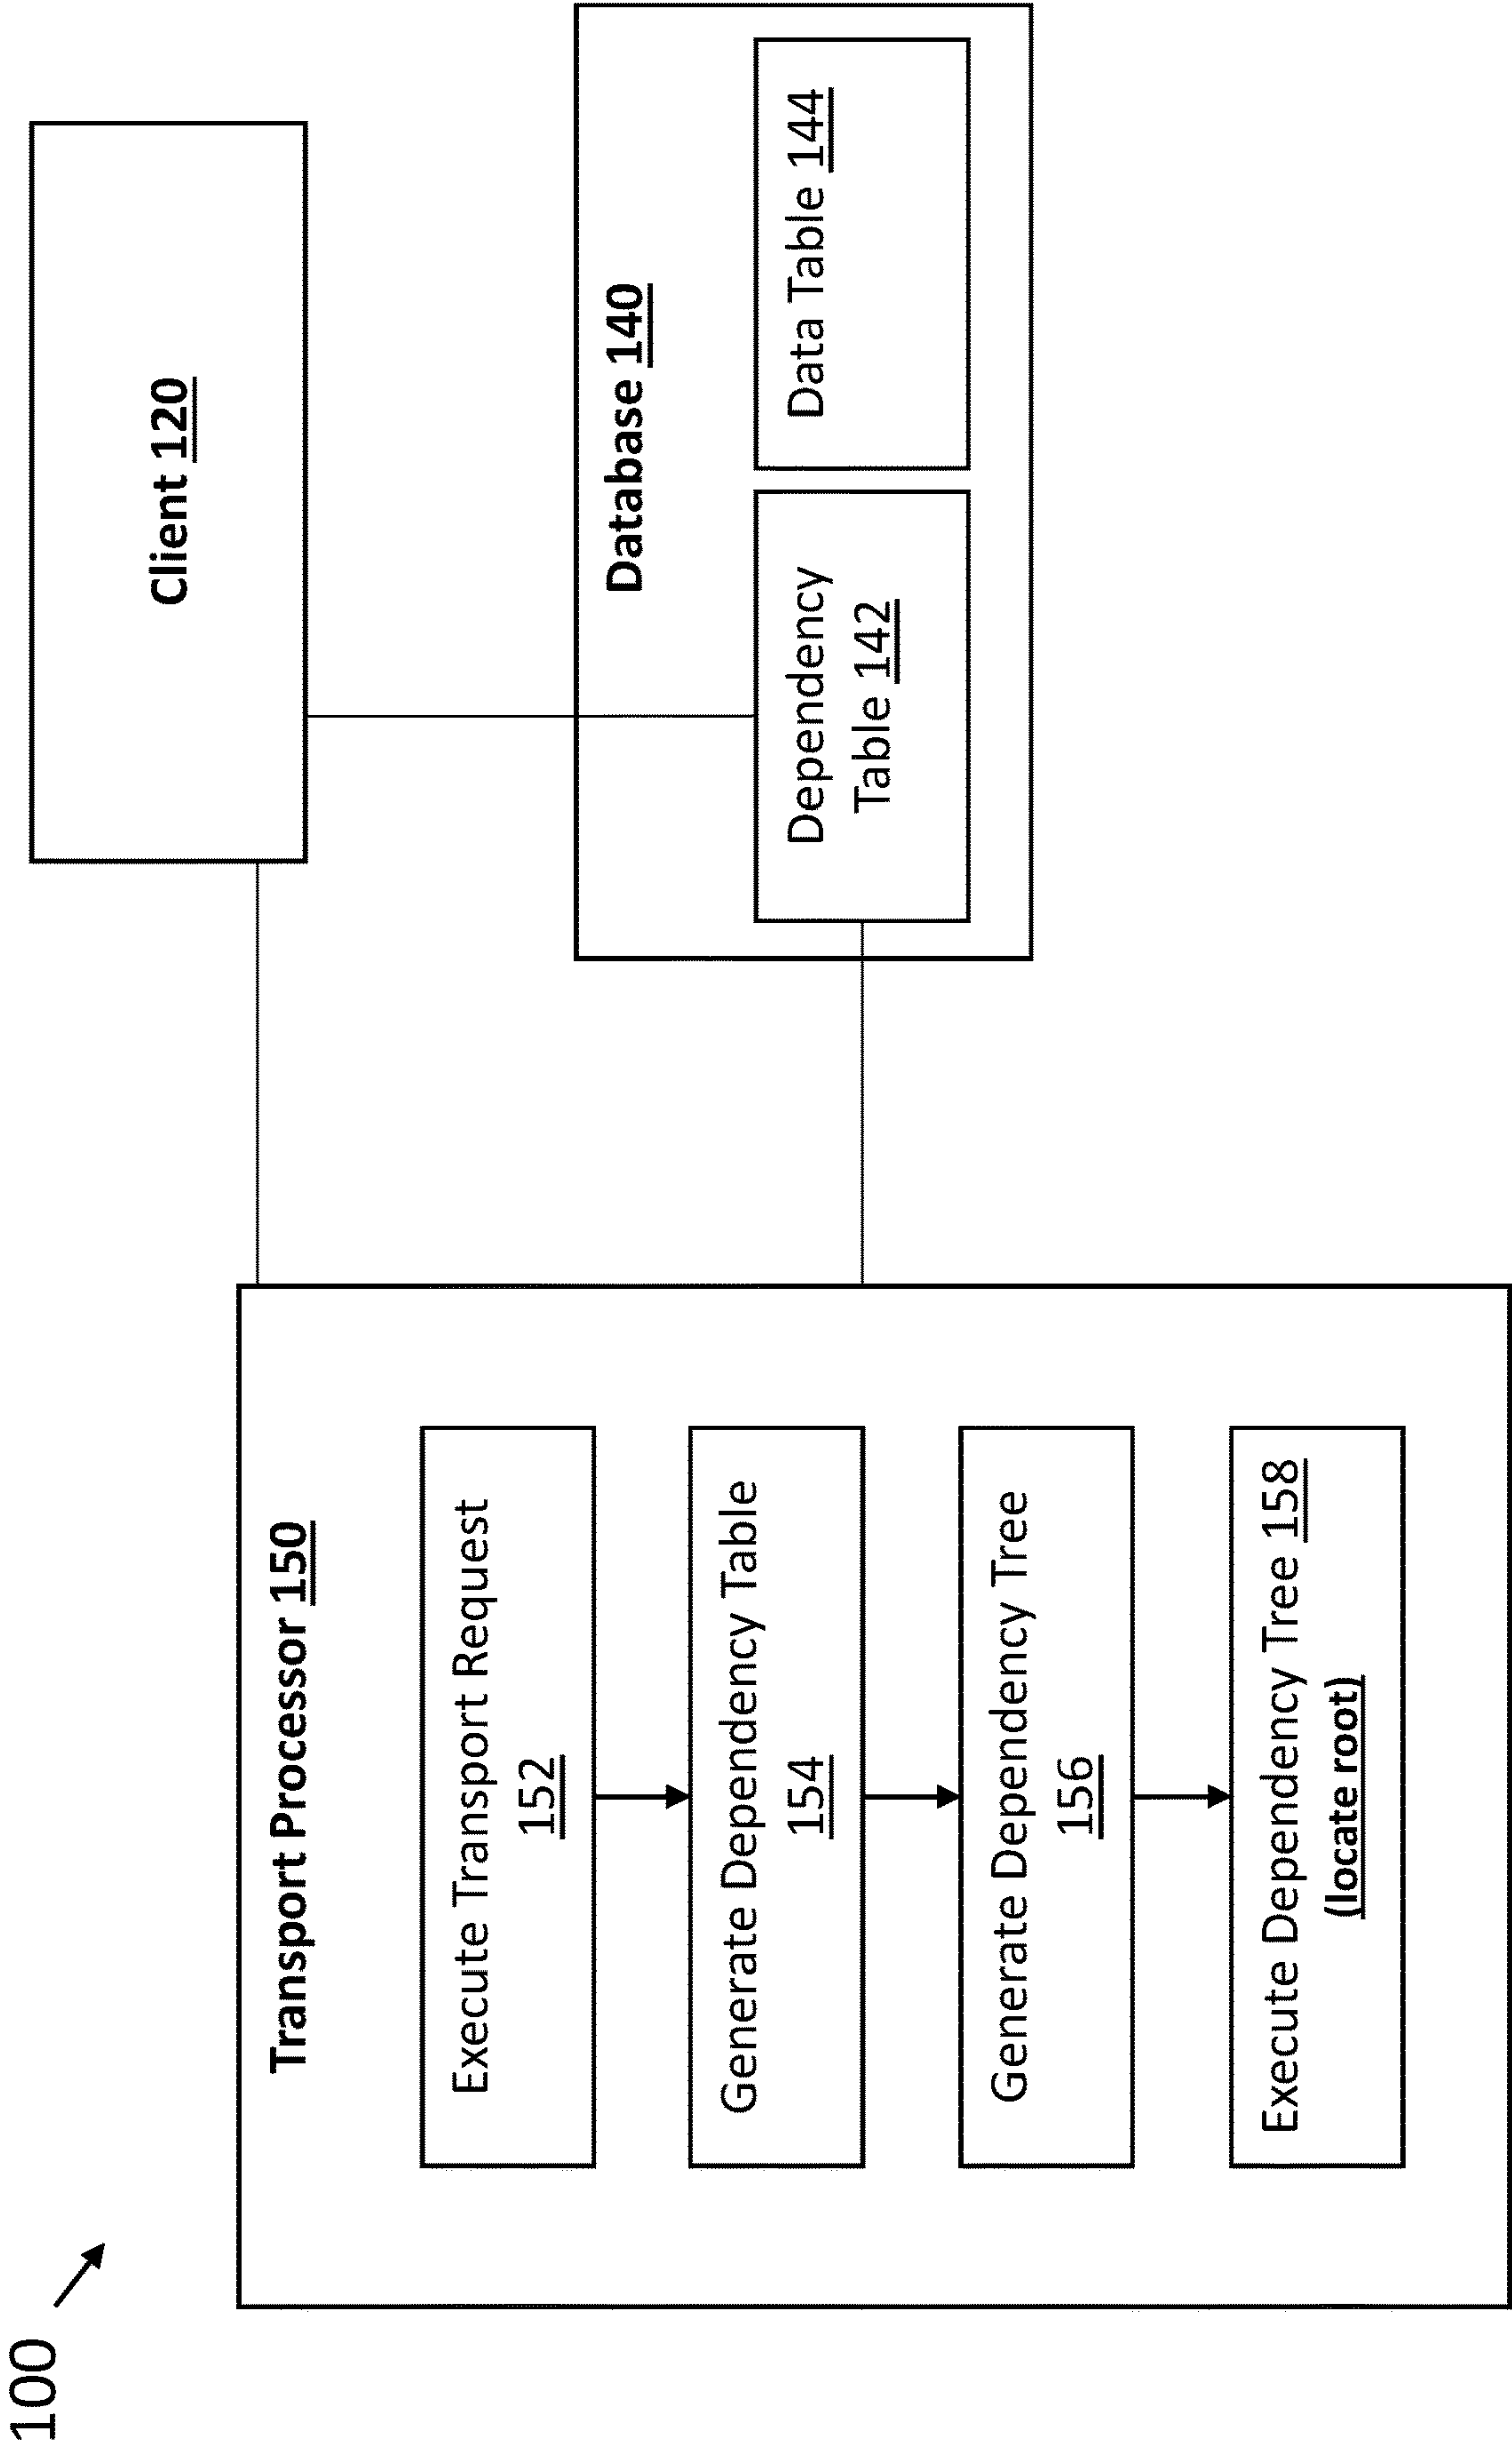 100
Transport Processor 150
Execute Transport Request
152
Generate Dependency Table
154
Generate Dependency Tree
156
Execute Dependency Tree 158
(locate root)
Client 120
Database 140
Dependency
Table 142
Data Table 144